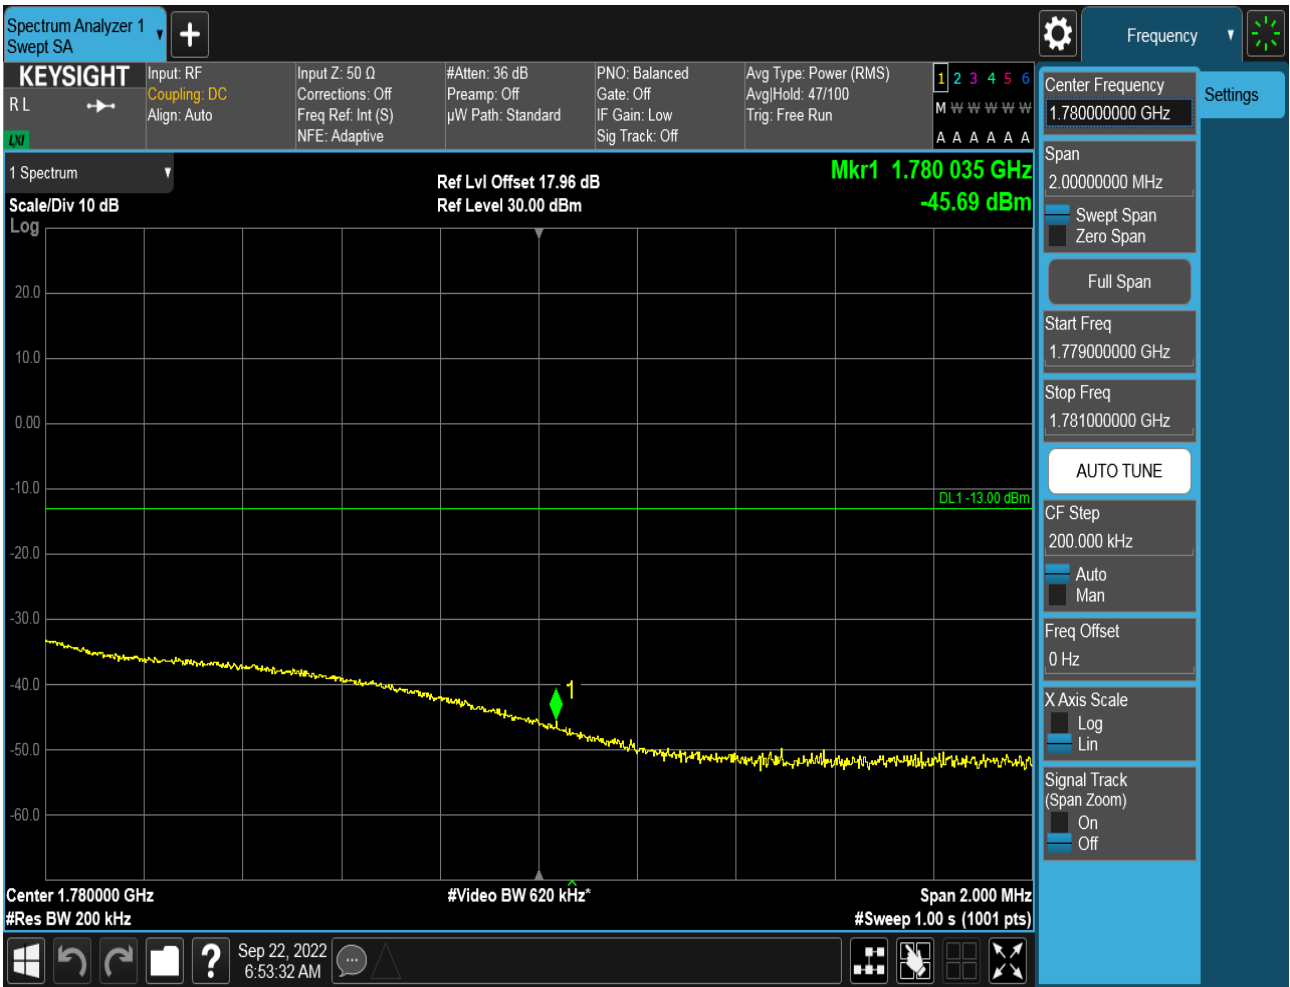 Spectrum Analyzer 1
Swept SA
Frequency
KEYSIGHT
R L
LXI
Input: RF
Coupling: DC
Align: Auto
Input Z: 50 Ω
Corrections: Off
Freq Ref: Int (S)
NFE: Adaptive
#Atten: 36 dB
Preamp: Off
µW Path: Standard
PNO: Balanced
Gate: Off
IF Gain: Low
Sig Track: Off
Avg Type: Power (RMS)
Avg|Hold: 47/100
Trig: Free Run
1 2 3 4 5 6
M W W W W W
A A A A A A
1 Spectrum
Scale/Div 10 dB
Log
Ref Lvl Offset 17.96 dB
Ref Level 30.00 dBm
Mkr1 1.780 035 GHz
-45.69 dBm
20.0
10.0
0.00
-10.0
DL1 -13.00 dBm
-20.0
-30.0
-40.0
1
-50.0
-60.0
Center 1.780000 GHz
#Res BW 200 kHz
#Video BW 620 kHz*
Span 2.000 MHz
#Sweep 1.00 s (1001 pts)
Sep 22, 2022
6:53:32 AM
?
Settings
Center Frequency
1.780000000 GHz
Span
2.00000000 MHz
Swept Span
Zero Span
Full Span
Start Freq
1.779000000 GHz
Stop Freq
1.781000000 GHz
AUTO TUNE
CF Step
200.000 kHz
Auto
Man
Freq Offset
0 Hz
X Axis Scale
Log
Lin
Signal Track
(Span Zoom)
On
Off